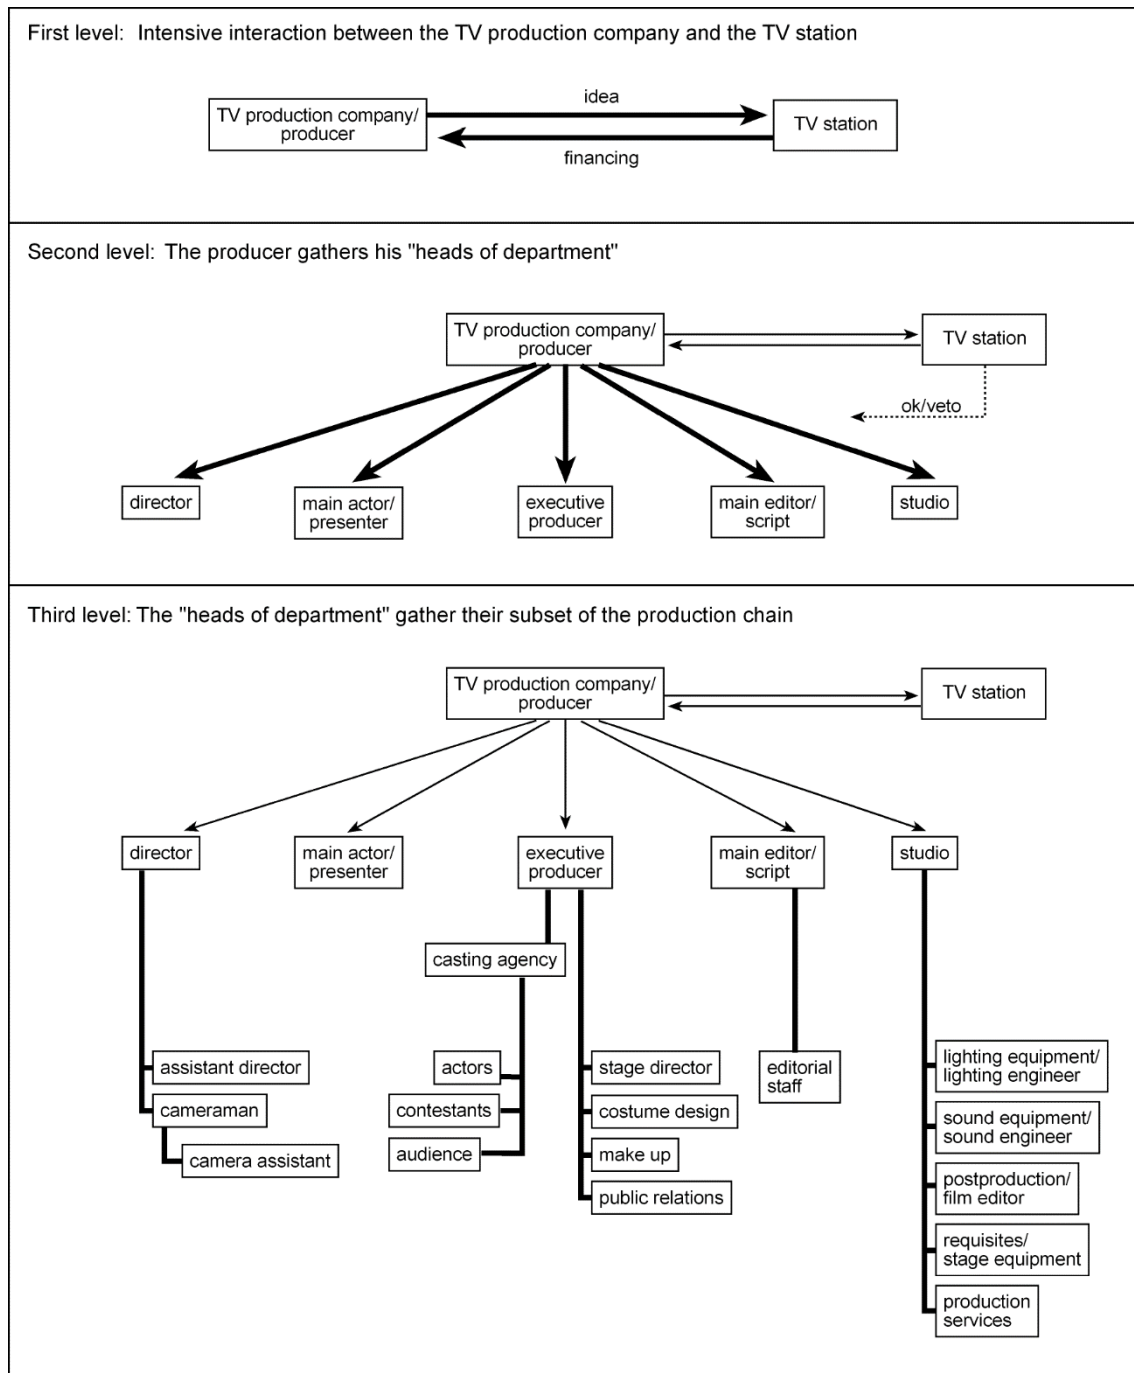 First level: Intensive interaction between the TV production company and the TV station
idea
TV production company/
producer
TV station
financing
Second level: The producer gathers his "heads of department"
TV production company/
producer
TV station
ok/veto
director
main actor/
presenter
executive
producer
main editor/
script
studio
Third level: The "heads of department" gather their subset of the production chain
TV production company/
producer
TV station
director
main actor/
presenter
executive
producer
main editor/
script
studio
casting agency
assistant director
cameraman
camera assistant
actors
contestants
audience
stage director
costume design
make up
public relations
editorial
staff
lighting equipment/
lighting engineer
sound equipment/
sound engineer
postproduction/
film editor
requisites/
stage equipment
production
services